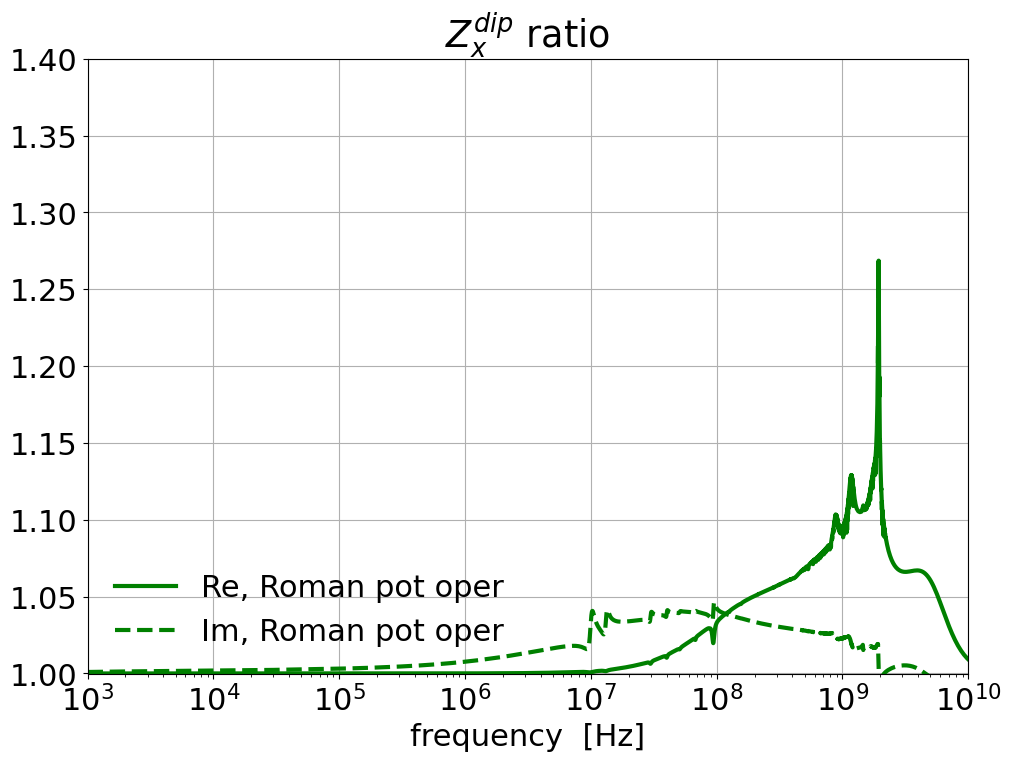 Z_x^{dip} ratio
1.40
1.35
1.30
1.25
1.20
1.15
1.10
1.05
1.00
Re, Roman pot oper
Im, Roman pot oper
10^3 10^4 10^5 10^6 10^7 10^8 10^9 10^10
frequency [Hz]